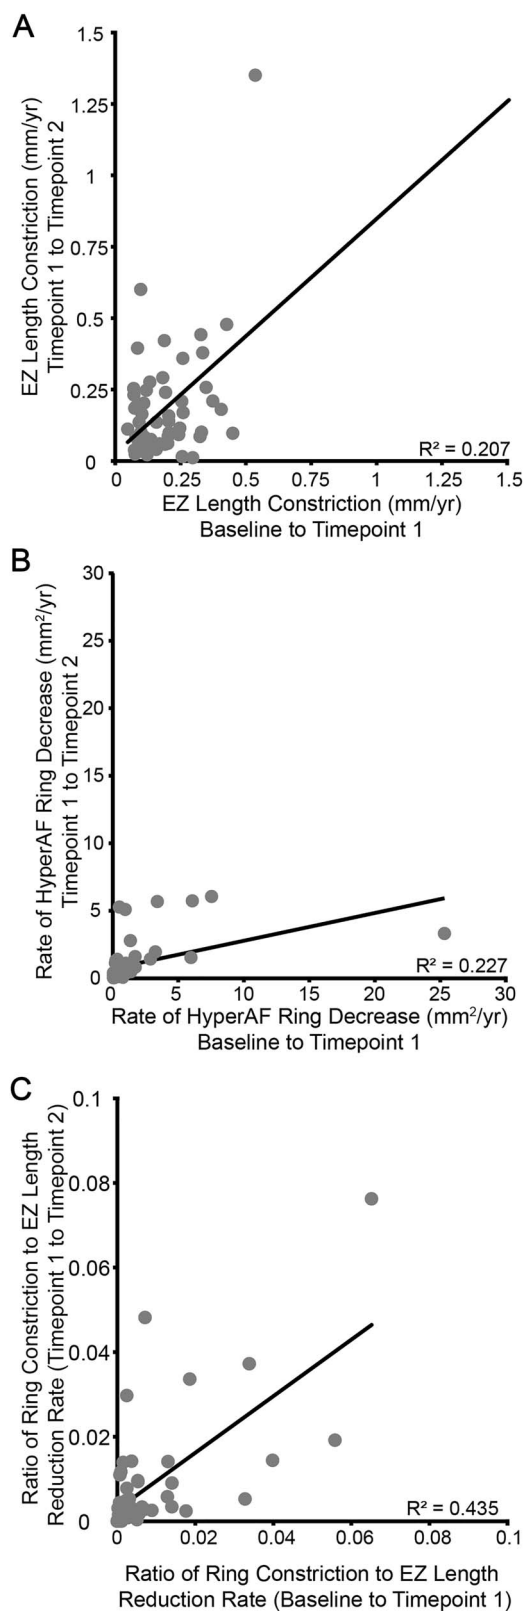 A
1.5
1.25
1
0.75
0.5
0.25
0
EZ Length Constriction (mm/yr)
Timepoint 1 to Timepoint 2
R² = 0.207
0 0.25 0.5 0.75 1 1.25 1.5
EZ Length Constriction (mm/yr)
Baseline to Timepoint 1
B
30
25
20
15
10
5
0
Rate of HyperAF Ring Decrease (mm²/yr)
Timepoint 1 to Timepoint 2
R² = 0.227
0 5 10 15 20 25 30
Rate of HyperAF Ring Decrease (mm²/yr)
Baseline to Timepoint 1
C
0.1
0.08
0.06
0.04
0.02
0
Ratio of Ring Constriction to EZ Length
Reduction Rate (Timepoint 1 to Timepoint 2)
R² = 0.435
0 0.02 0.04 0.06 0.08 0.1
Ratio of Ring Constriction to EZ Length
Reduction Rate (Baseline to Timepoint 1)